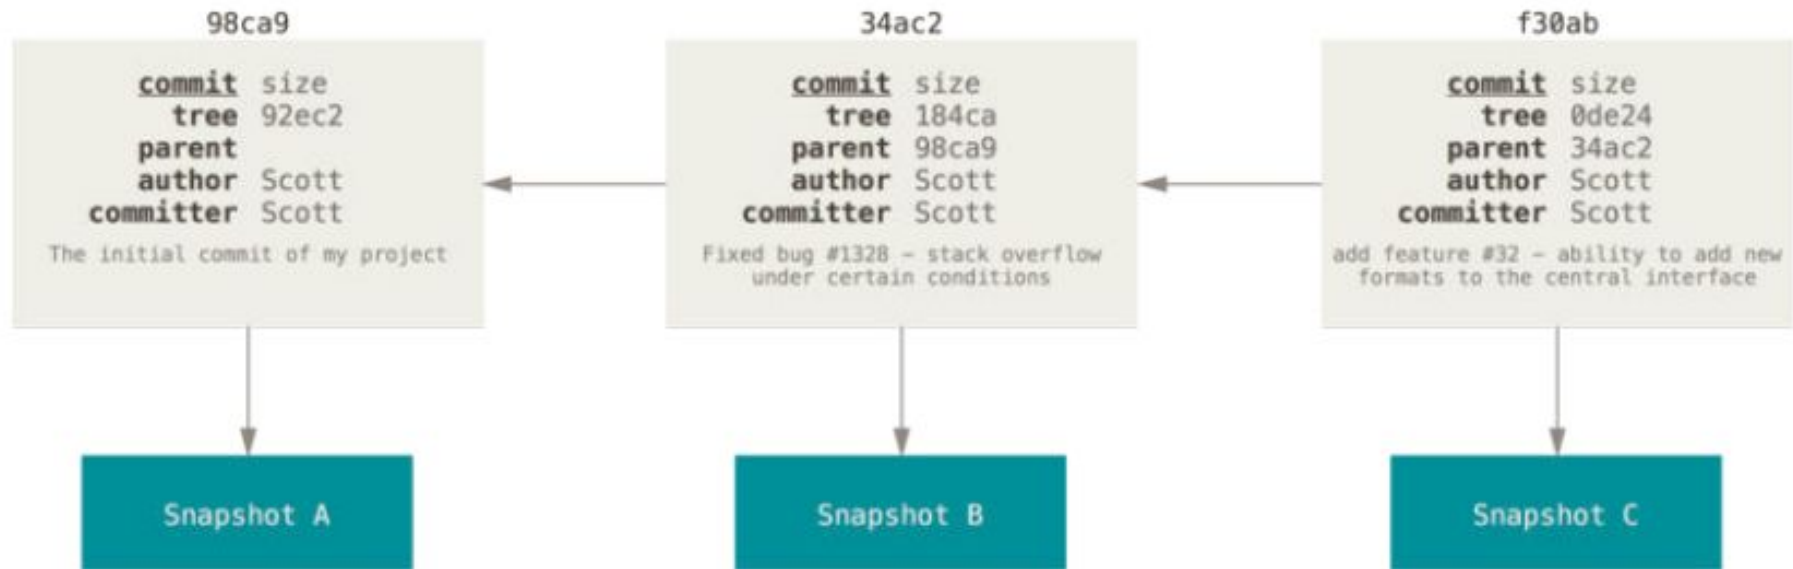 98ca9
commit size
tree 92ec2
parent
author Scott
committer Scott
The initial commit of my project
Snapshot A
34ac2
commit size
tree 184ca
parent 98ca9
author Scott
committer Scott
Fixed bug #1328 – stack overflow
under certain conditions
Snapshot B
f30ab
commit size
tree 0de24
parent 34ac2
author Scott
committer Scott
add feature #32 – ability to add new
formats to the central interface
Snapshot C